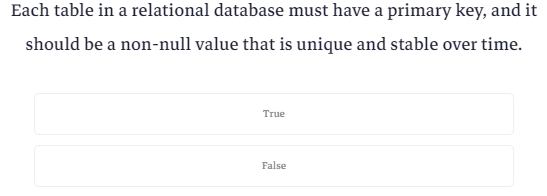 Each table in a relational database must have a primary key, and it
should be a non-null value that is unique and stable over time.
True
False